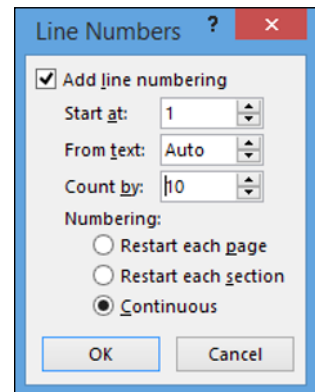 Line Numbers ?
Add line numbering
Start at: 1
From text: Auto
Count by: 10
Numbering:
Restart each page
Restart each section
Continuous
OK Cancel